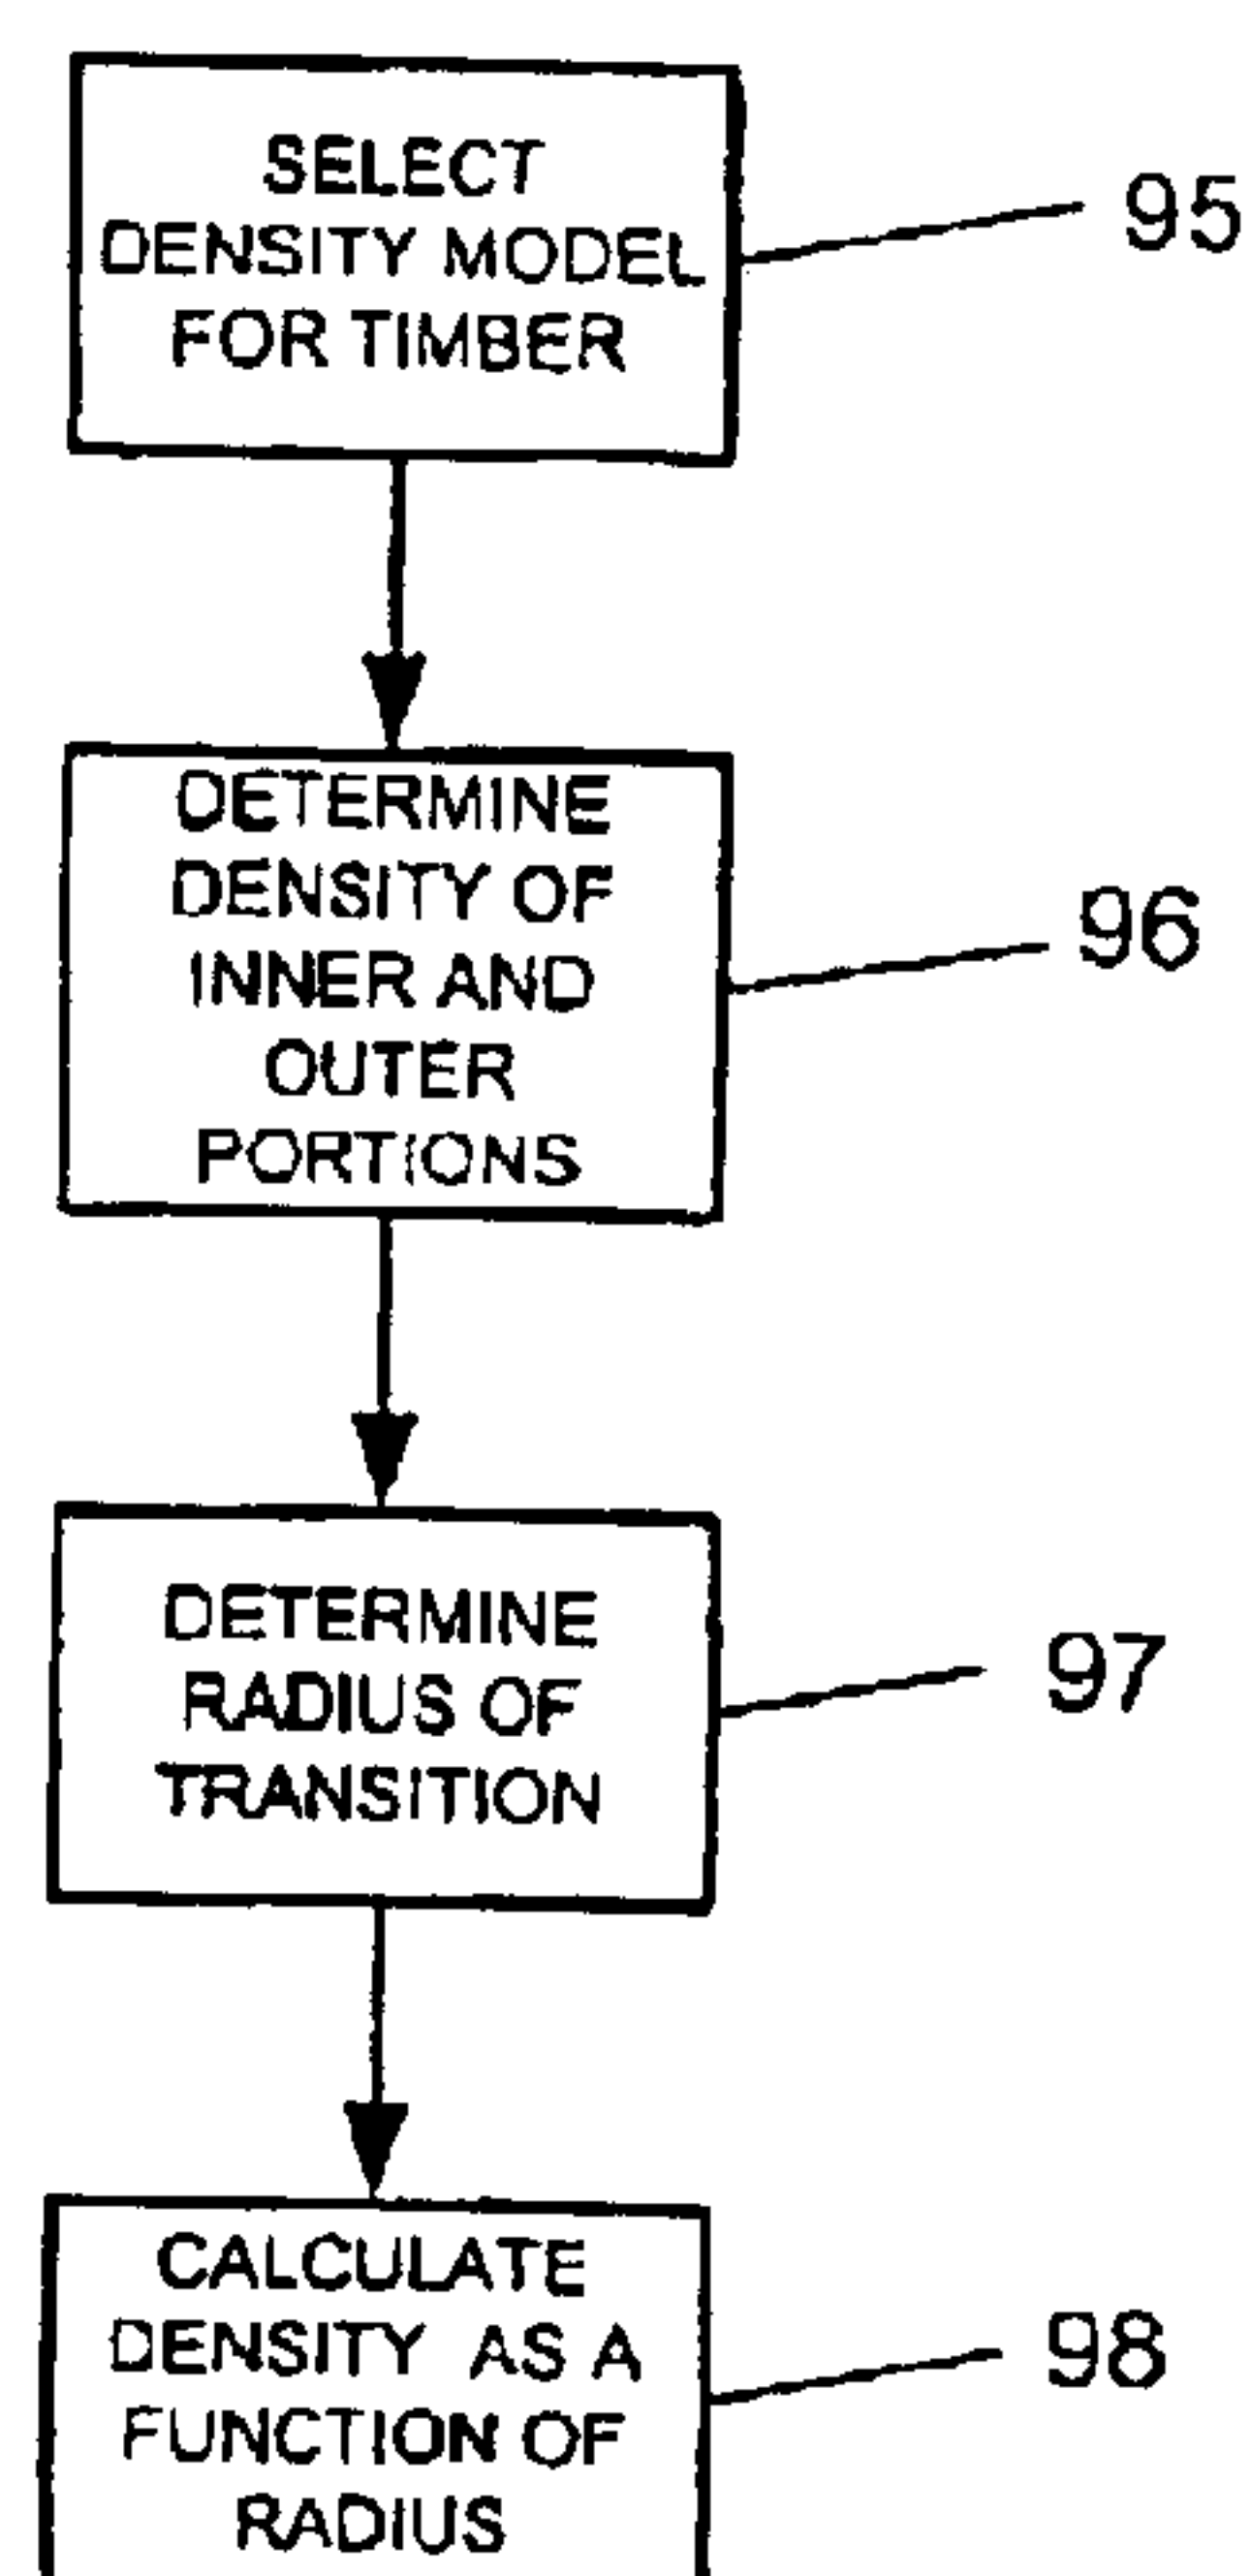 SELECT
DENSITY MODEL
FOR TIMBER
95
DETERMINE
DENSITY OF
INNER AND
OUTER
PORTIONS
96
DETERMINE
RADIUS OF
TRANSITION
97
CALCULATE
DENSITY AS A
FUNCTION OF
RADIUS
98